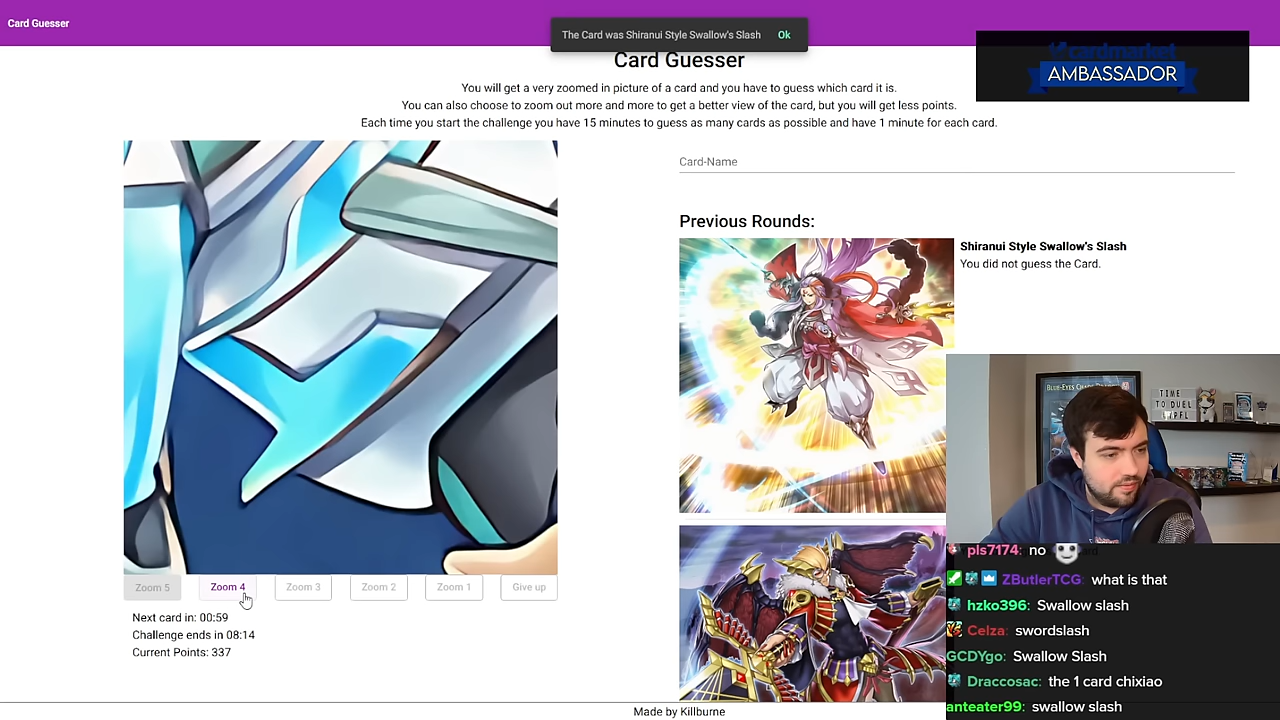 Card Guesser
The Card was Shiranui Style Swallow's Slash Ok
Card Guesser
You will get a very zoomed in picture of a card and you have to guess which card it is.
You can also choose to zoom out more and more to get a better view of the card, but you will get less points.
Each time you start the challenge you have 15 minutes to guess as many cards as possible and have 1 minute for each card.
cardmarket
AMBASSADOR
Card-Name
Previous Rounds:
Shiranui Style Swallow's Slash
You did not guess the Card.
BLUE-EYES CHAOS
TIME
TO DUEL
Zoom 5 Zoom 4 Zoom 3 Zoom 2 Zoom 1 Give up
Next card in: 00:59
Challenge ends in 08:14
Current Points: 337
pls7174: no
ZButlerTCG: what is that
hzko396: Swallow slash
Celza: swordslash
GCDYgo: Swallow Slash
Draccosac: the 1 card chixiao
anteater99: swallow slash
Made by Killburne